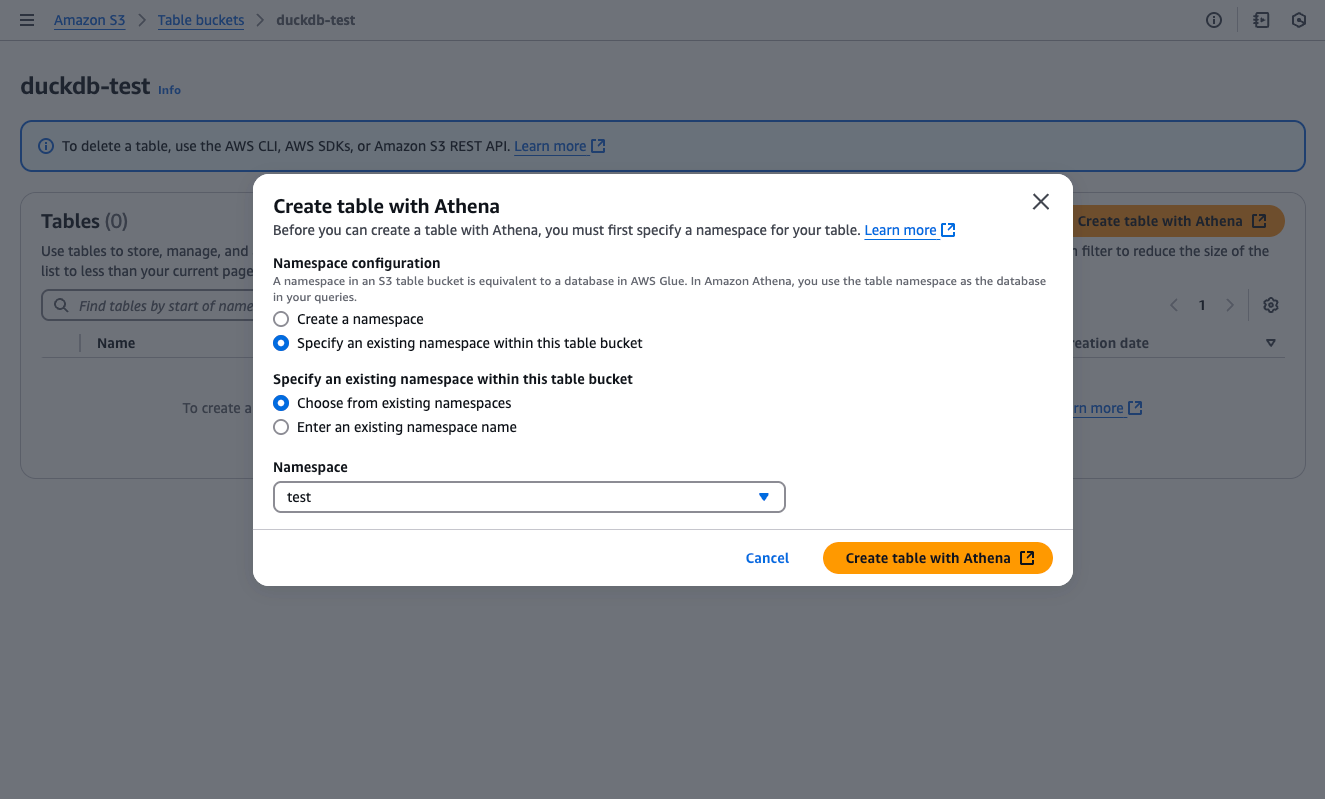 Amazon S3 > Table buckets > duckdb-test
duckdb-test Info
To delete a table, use the AWS CLI, AWS SDKs, or Amazon S3 REST API. Learn more
Tables (0)
Create table with Athena
Use tables to store, manage, and
filter to reduce the size of the
list to less than your current page
Find tables by start of name
1
Name
To create a
Create table with Athena
Before you can create a table with Athena, you must first specify a namespace for your table. Learn more
Namespace configuration
A namespace in an S3 table bucket is equivalent to a database in AWS Glue. In Amazon Athena, you use the table namespace as the database
in your queries.
Create a namespace
Specify an existing namespace within this table bucket
Specify an existing namespace within this table bucket
Choose from existing namespaces
Enter an existing namespace name
Namespace
test
Cancel
Create table with Athena
reation date
rn more